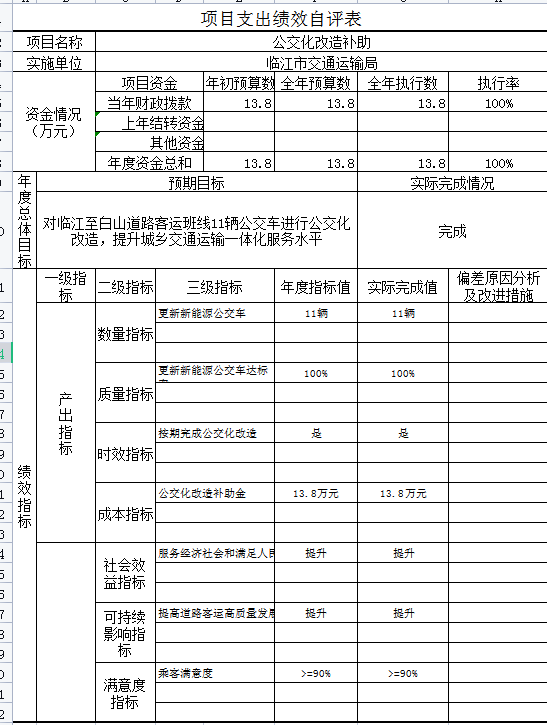 项目支出绩效自评表
项目名称 公交化改造补助
实施单位 临江市交通运输局
资金情况（万元） 项目资金 年初预算数 全年预算数 全年执行数 执行率
当年财政拨款 13.8 13.8 13.8 100%
上年结转资金
其他资金
年度资金总和 13.8 13.8 13.8 100%
年度总体目标 预期目标 实际完成情况
对临江至白山道路客运班线11辆公交车进行公交化
改造，提升城乡交通运输一体化服务水平
完成
绩效指标
一级指标 二级指标 三级指标 年度指标值 实际完成值 偏差原因分析及改进措施
产出指标
数量指标 更新新能源公交车 11辆 11辆
质量指标 更新新能源公交车达标 100% 100%
时效指标 按期完成公交化改造 是 是
成本指标 公交化改造补助金 13.8万元 13.8万元
社会效益指标 服务经济社会和满足人民 提升 提升
可持续影响指标 提高道路客运高质量发展 提升 提升
满意度指标 乘客满意度 >=90% >=90%